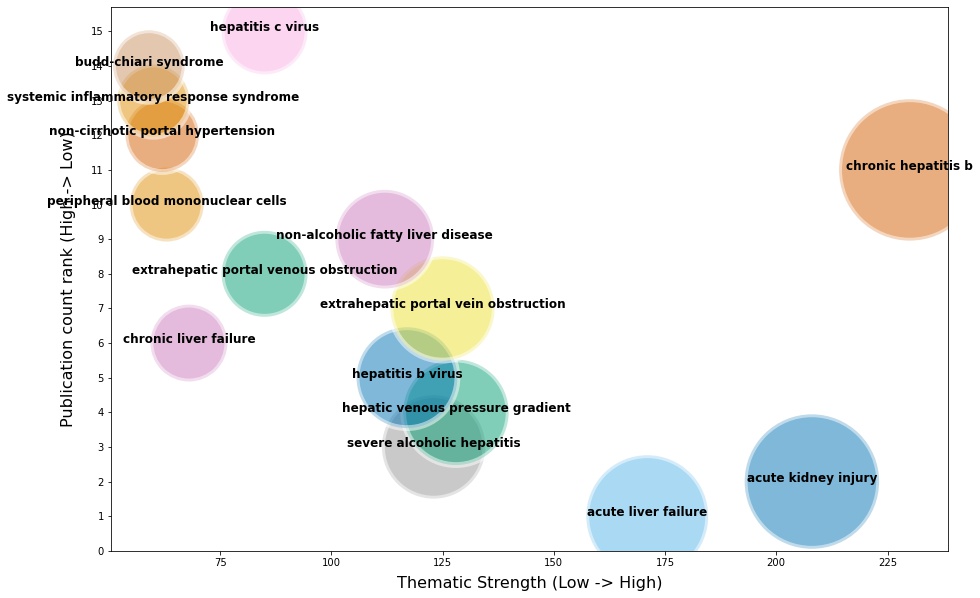 15
hepatitis c virus
14
budd-chiari syndrome
13
systemic inflammatory response syndrome
12
non-cirrhotic portal hypertension
11
chronic hepatitis b
10
peripheral blood mononuclear cells
9
non-alcoholic fatty liver disease
8
extrahepatic portal venous obstruction
7
extrahepatic portal vein obstruction
6
chronic liver failure
5
hepatitis b virus
4
hepatic venous pressure gradient
3
severe alcoholic hepatitis
2
acute kidney injury
1
acute liver failure
0
Publication count rank (High -> Low)
75 100 125 150 175 200 225
Thematic Strength (Low -> High)